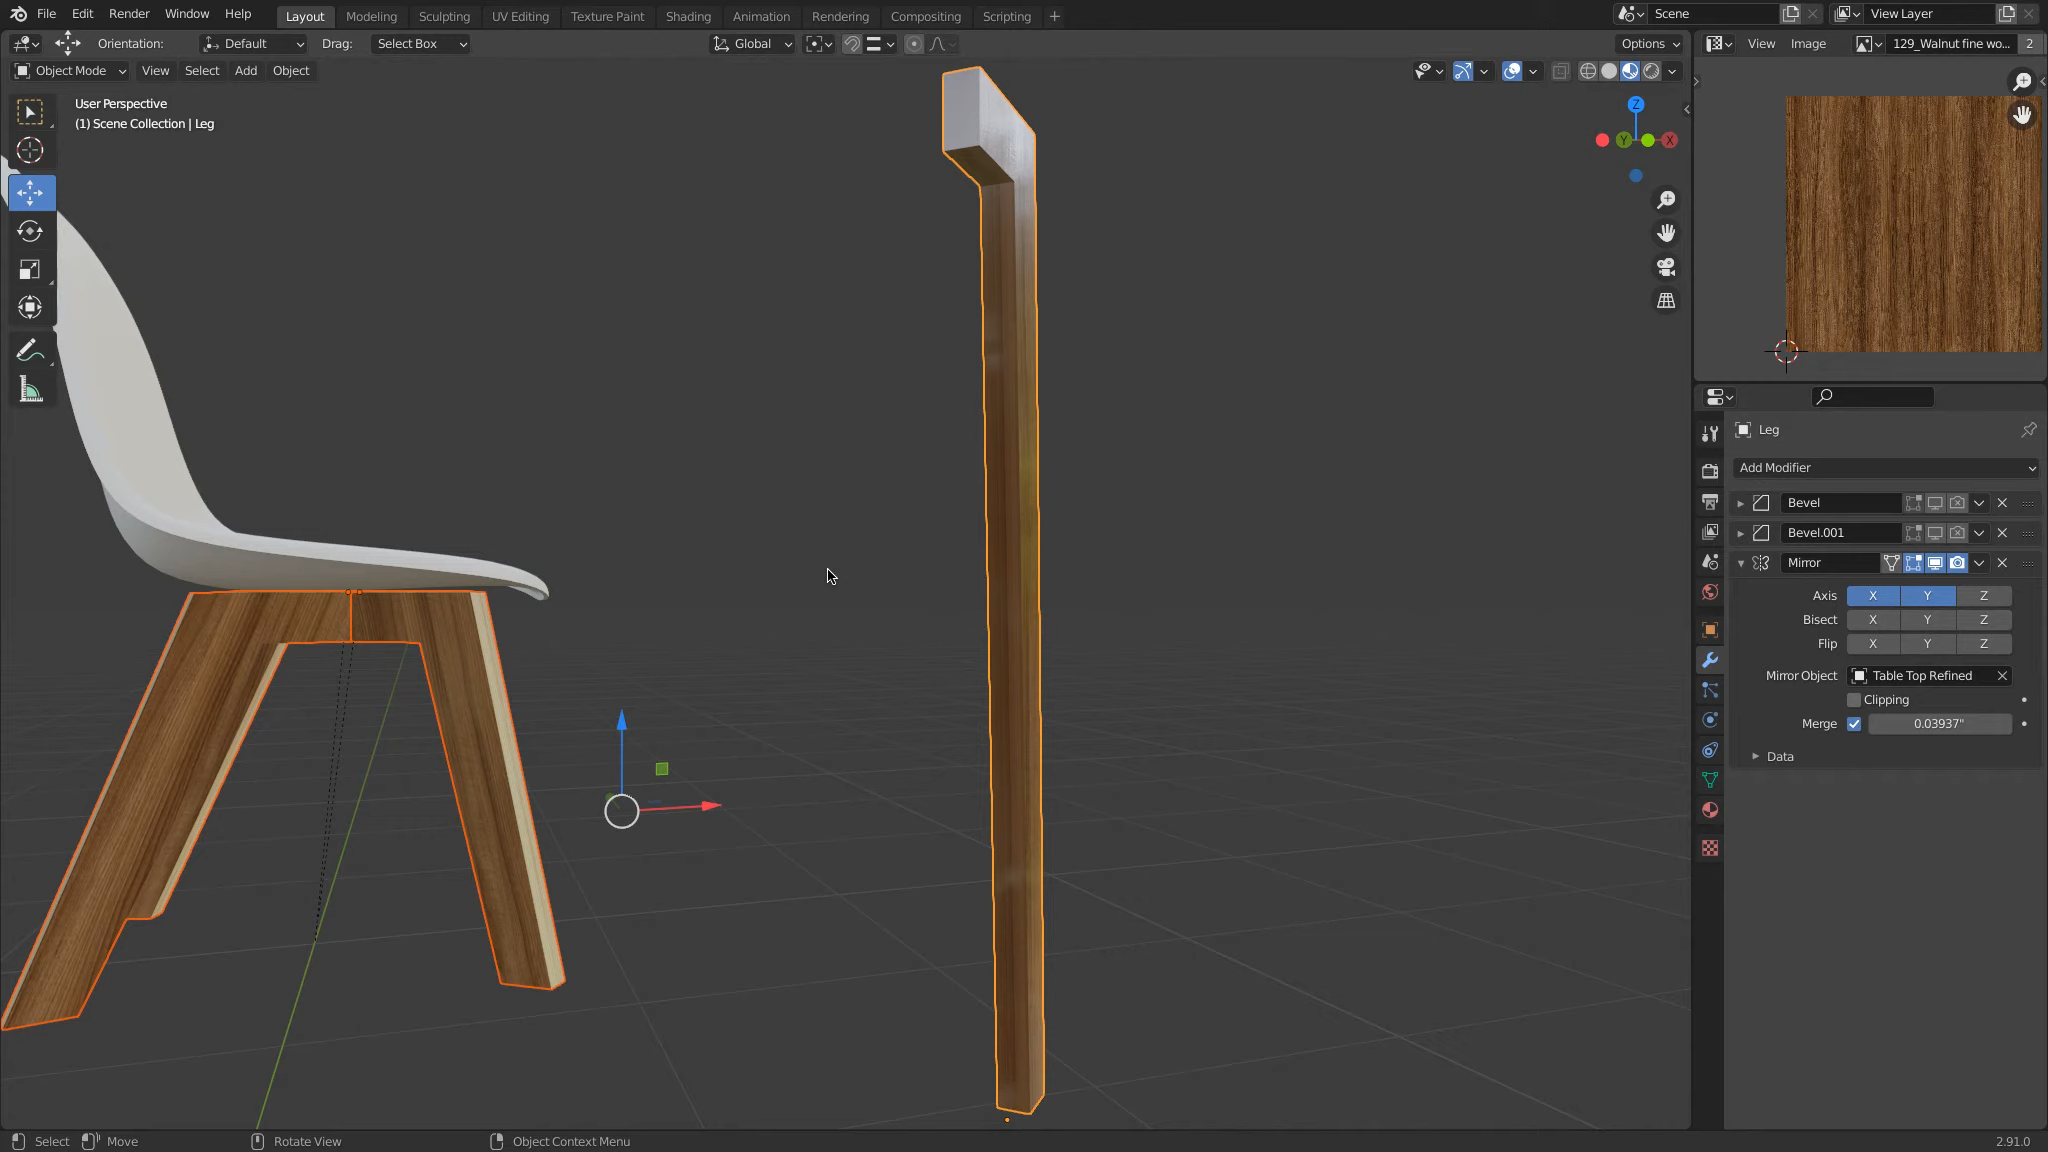 File Edit Render Window Help Layout Modeling Sculpting UV Editing Texture Paint Shading Animation Rendering Compositing Scripting Scene View Layer
Orientation: Default Drag: Select Box Global Options View Image 129_Walnut fine wo... 2
Object Mode View Select Add Object
User Perspective
(1) Scene Collection | Leg
Z
Y
X
Leg
Add Modifier
Bevel
Bevel.001
Mirror
Axis X Y Z
Bisect X Y Z
Flip X Y Z
Mirror Object Table Top Refined
Clipping
Merge 0.03937"
Data
Select Move Rotate View Object Context Menu 2.91.0